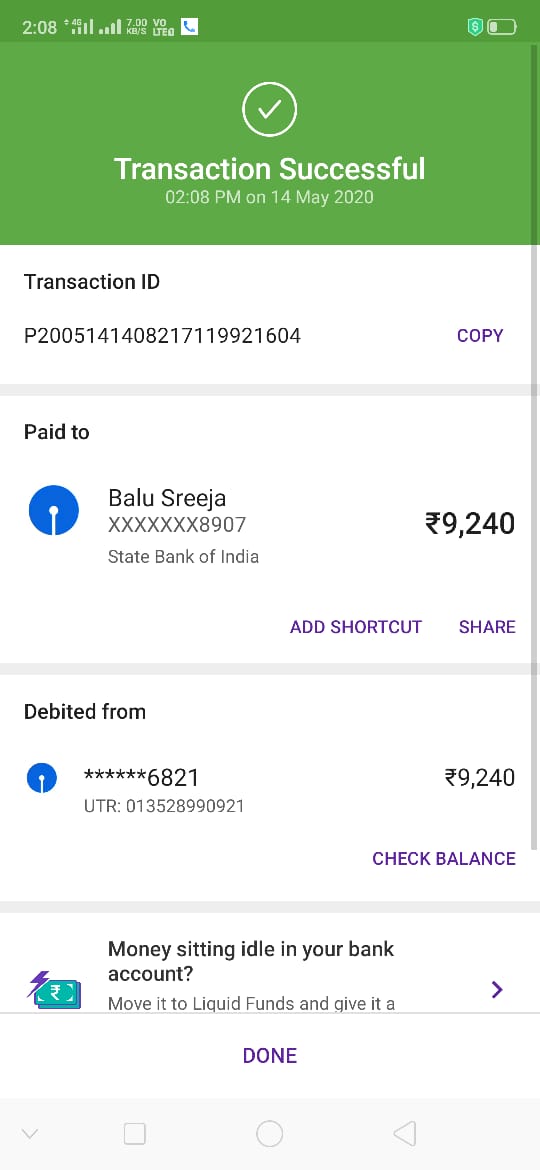 2:08 4G 7.00 KB/S VO LTE
Transaction Successful
02:08 PM on 14 May 2020
Transaction ID
P2005141408217119921604 COPY
Paid to
Balu Sreeja
XXXXXXX8907 ₹9,240
State Bank of India
ADD SHORTCUT SHARE
Debited from
******6821 ₹9,240
UTR: 013528990921
CHECK BALANCE
Money sitting idle in your bank
account?
Move it to Liquid Funds and give it a
DONE